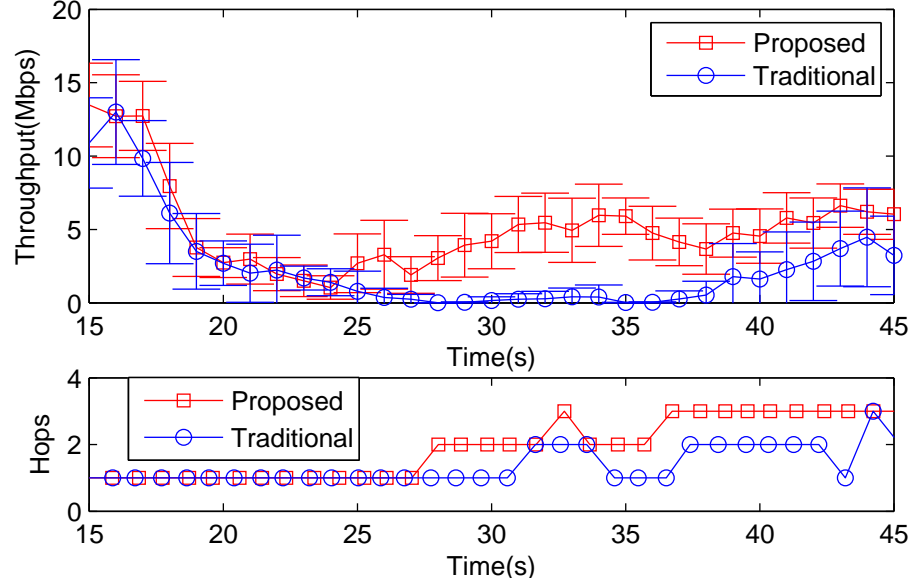 20
15
10
5
0
Throughput(Mbps)
Proposed
Traditional
15 20 25 30 35 40 45
Time(s)
4
2
0
Hops
Proposed
Traditional
15 20 25 30 35 40 45
Time(s)